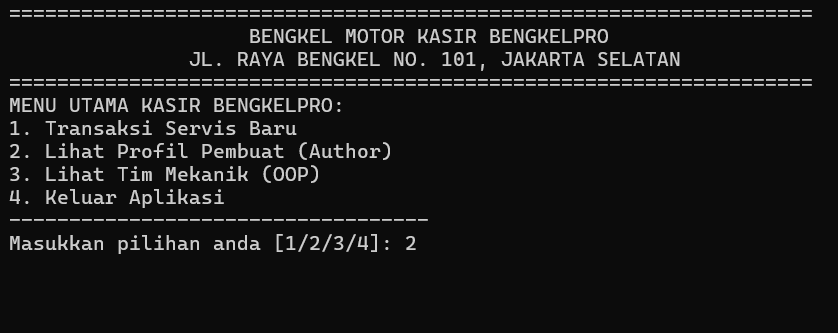 ===================================================================
BENGKEL MOTOR KASIR BENGKELPRO
JL. RAYA BENGKEL NO. 101, JAKARTA SELATAN
===================================================================
MENU UTAMA KASIR BENGKELPRO:
1. Transaksi Servis Baru
2. Lihat Profil Pembuat (Author)
3. Lihat Tim Mekanik (OOP)
4. Keluar Aplikasi
-----------------------------------
Masukkan pilihan anda [1/2/3/4]: 2